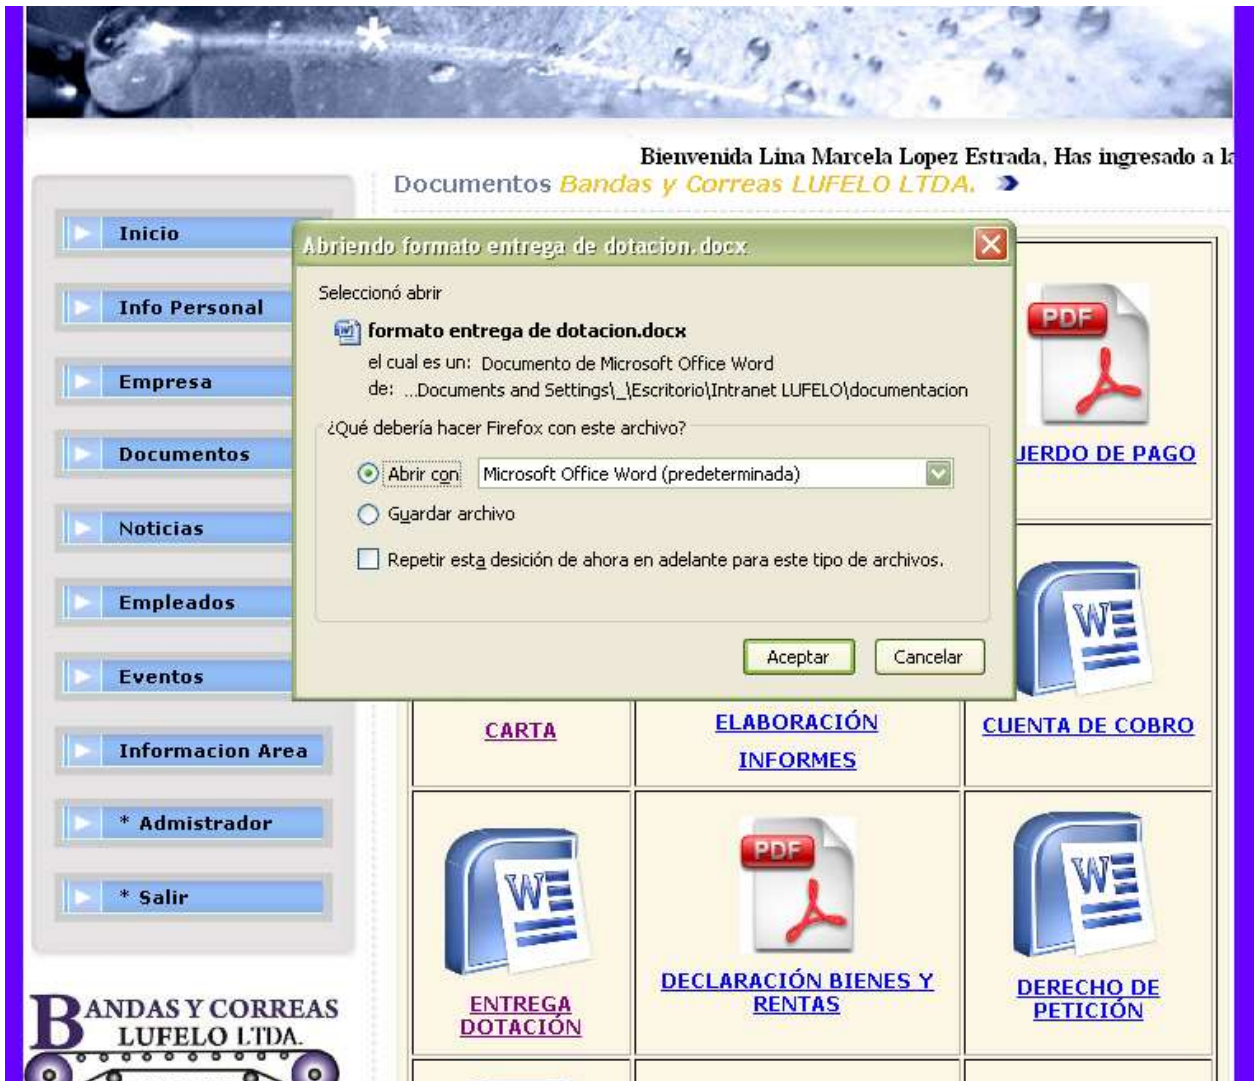 *
Bienvenida Lina Marcela Lopez Estrada, Has ingresado a la
Documentos Bandas y Correas LUFELO LTDA.
Inicio
Info Personal
Empresa
Documentos
Noticias
Empleados
Eventos
Informacion Area
* Admistrador
* Salir
BANDAS Y CORREAS
LUFELO LTDA.
Abriendo formato entrega de dotacion.docx
Seleccionó abrir
formato entrega de dotacion.docx
el cual es un: Documento de Microsoft Office Word
de: ...Documents and Settings\_\Escritorio\Intranet LUFELO\documentacion
¿Qué debería hacer Firefox con este archivo?
Abrir con Microsoft Office Word (predeterminada)
Guardar archivo
Repetir esta desición de ahora en adelante para este tipo de archivos.
Aceptar Cancelar
PDF
UERDO DE PAGO
W
CARTA
ELABORACIÓN
INFORMES
CUENTA DE COBRO
W
ENTREGA
DOTACIÓN
PDF
DECLARACIÓN BIENES Y
RENTAS
W
DERECHO DE
PETICIÓN